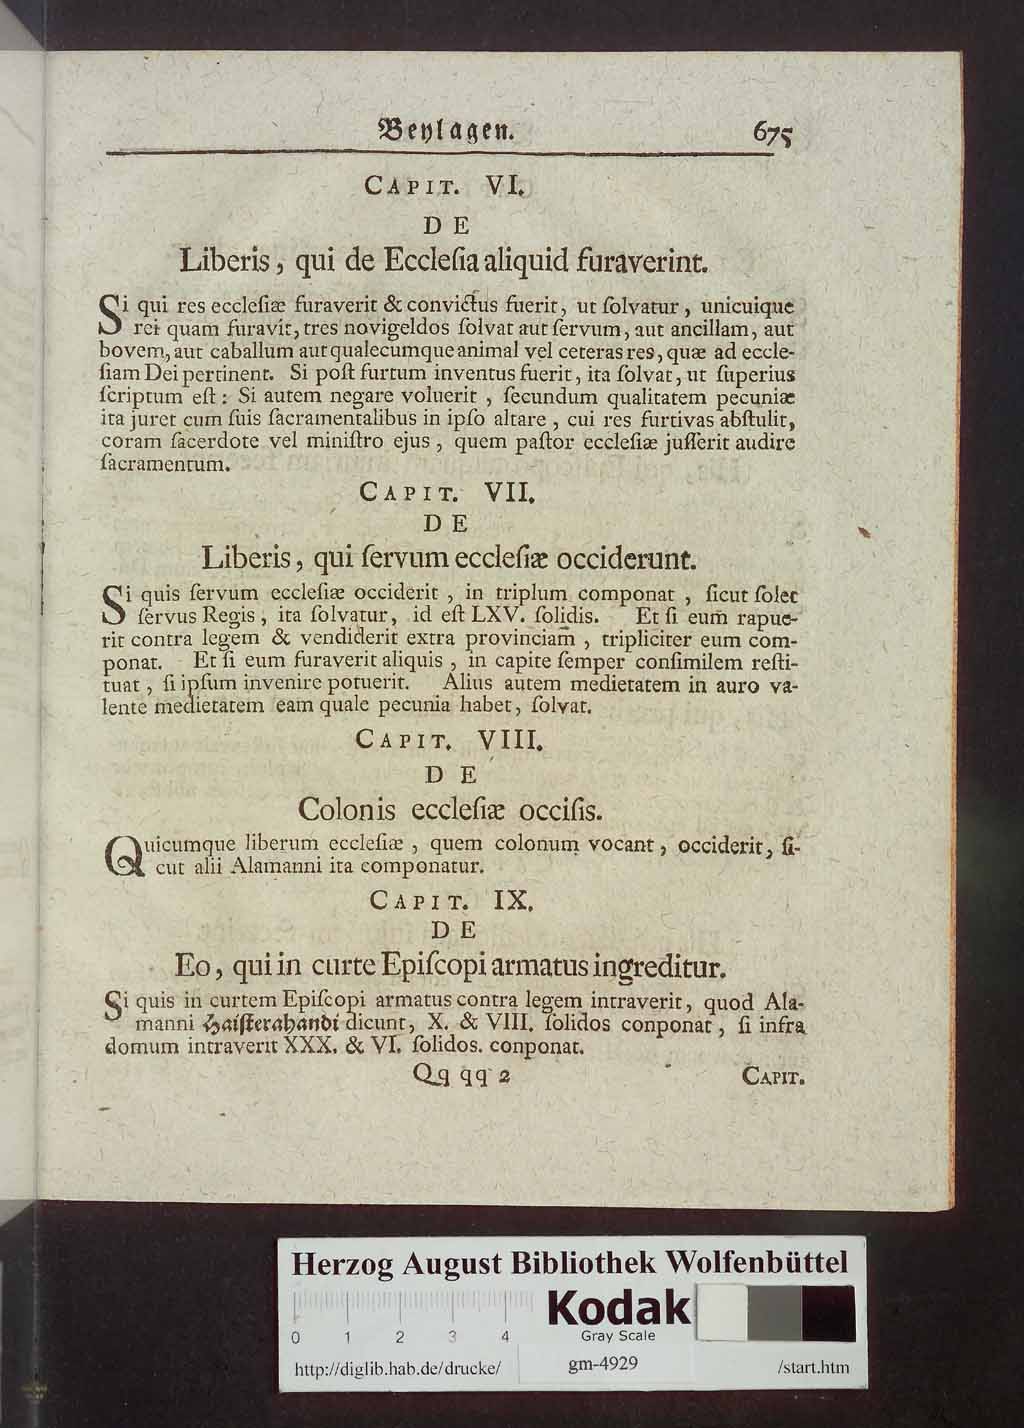 Beylagen. 675
CAPIT. VI.
DE
Liberis, qui de Eccleſia aliquid furaverint.
Si qui res eccleſiæ furaverit & convictus fuerit, ut ſolvatur, unicuique
rei quam furavit, tres novigeldos ſolvat aut ſervum, aut ancillam, aut
bovem, aut caballum aut qualecumque animal vel ceteras res, quæ ad eccle-
ſiam Dei pertinent. Si poſt furtum inventus fuerit, ita ſolvat, ut ſuperius
ſcriptum eſt: Si autem negare voluerit, ſecundum qualitatem pecuniæ
ita juret cum ſuis ſacramentalibus in ipſo altare, cui res furtivas abſtulit,
coram ſacerdote vel miniſtro ejus, quem paſtor eccleſiæ juſſerit audire
ſacramentum.
CAPIT. VII.
DE
Liberis, qui ſervum eccleſiæ occiderunt.
Si quis ſervum eccleſiæ occiderit, in triplum componat, ſicut ſolet
ſervus Regis, ita ſolvatur, id eſt LXV. ſolidis. Et ſi eum rapue-
rit contra legem & vendiderit extra provinciam, tripliciter eum com-
ponat. Et ſi eum furaverit aliquis, in capite ſemper conſimilem reſti-
tuat, ſi ipſum invenire potuerit. Alius autem medietatem in auro va-
lente medietatem eam quale pecunia habet, ſolvat.
CAPIT. VIII.
DE
Colonis eccleſiæ occiſis.
Quicumque liberum eccleſiæ, quem colonum vocant, occiderit, ſi-
cut alii Alamanni ita componatur.
CAPIT. IX.
DE
Eo, qui in curte Epiſcopi armatus ingreditur.
Si quis in curtem Epiſcopi armatus contra legem intraverit, quod Ala-
manni Haiſterahandi dicunt, X. & VIII. ſolidos conponat, ſi infra
domum intraverit XXX. & VI. ſolidos. conponat.
Qq qq 2 CAPIT.
Herzog August Bibliothek Wolfenbüttel
0 1 2 3 4
Kodak
Gray Scale
http://diglib.hab.de/drucke/ gm-4929 /start.htm